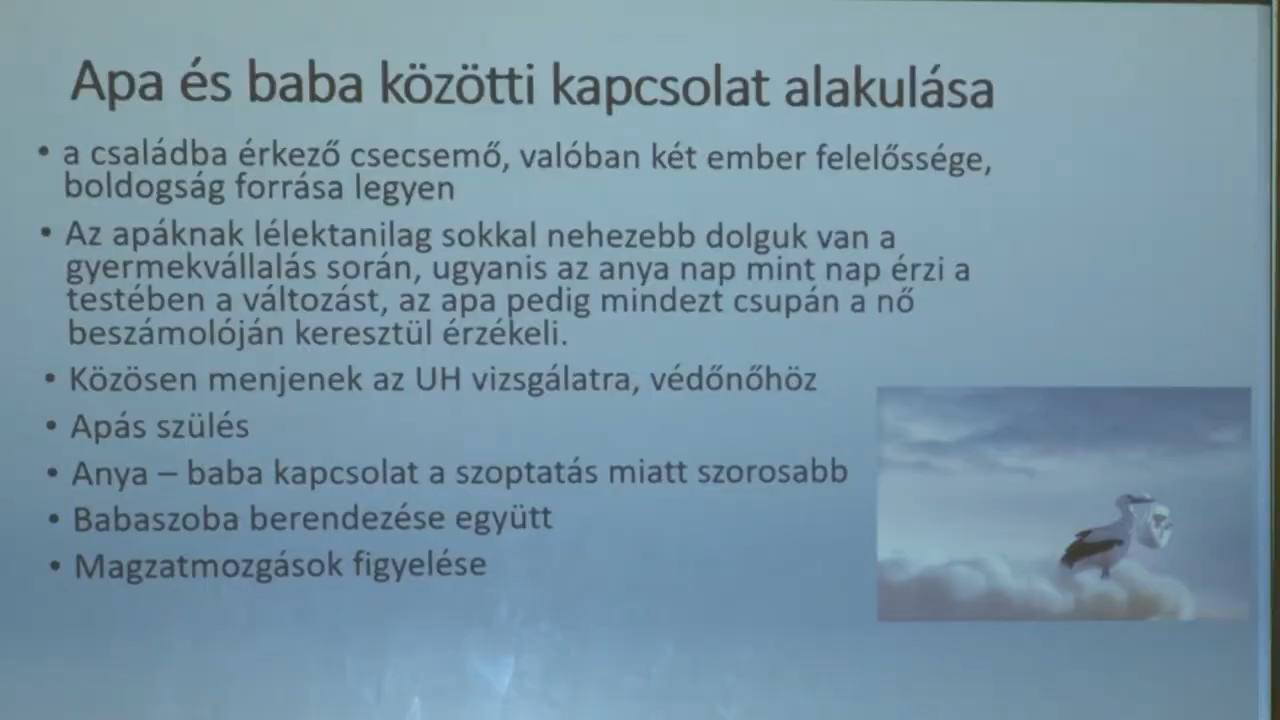 Apa és baba közötti kapcsolat alakulása
• a családba érkező csecsemő, valóban két ember felelőssége,
boldogság forrása legyen
• Az apáknak lélektanilag sokkal nehezebb dolguk van a
gyermekvállalás során, ugyanis az anya nap mint nap érzi a
testében a változást, az apa pedig mindezt csupán a nő
beszámolóján keresztül érzékeli.
• Közösen menjenek az UH vizsgálatra, védőnőhöz
• Apás szülés
• Anya – baba kapcsolat a szoptatás miatt szorosabb
• Babaszoba berendezése együtt
• Magzatmozgások figyelése